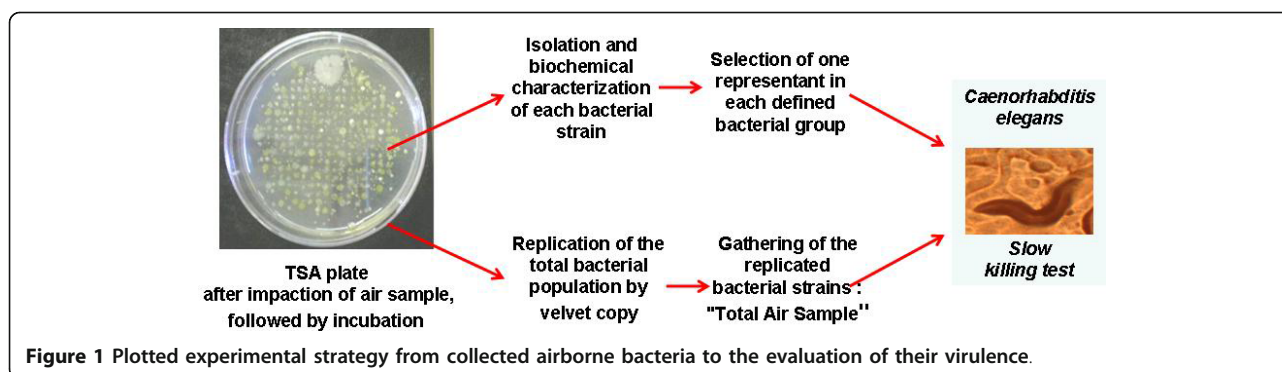 Isolation and
biochemical
characterization
of each bacterial
strain
Selection of one
representant in
each defined
bacterial group
Caenorhabditis
elegans
Slow
killing test
TSA plate
after impaction of air sample,
followed by incubation
Replication of the
total bacterial
population by
velvet copy
Gathering of the
replicated
bacterial strains :
"Total Air Sample"
Figure 1 Plotted experimental strategy from collected airborne bacteria to the evaluation of their virulence.